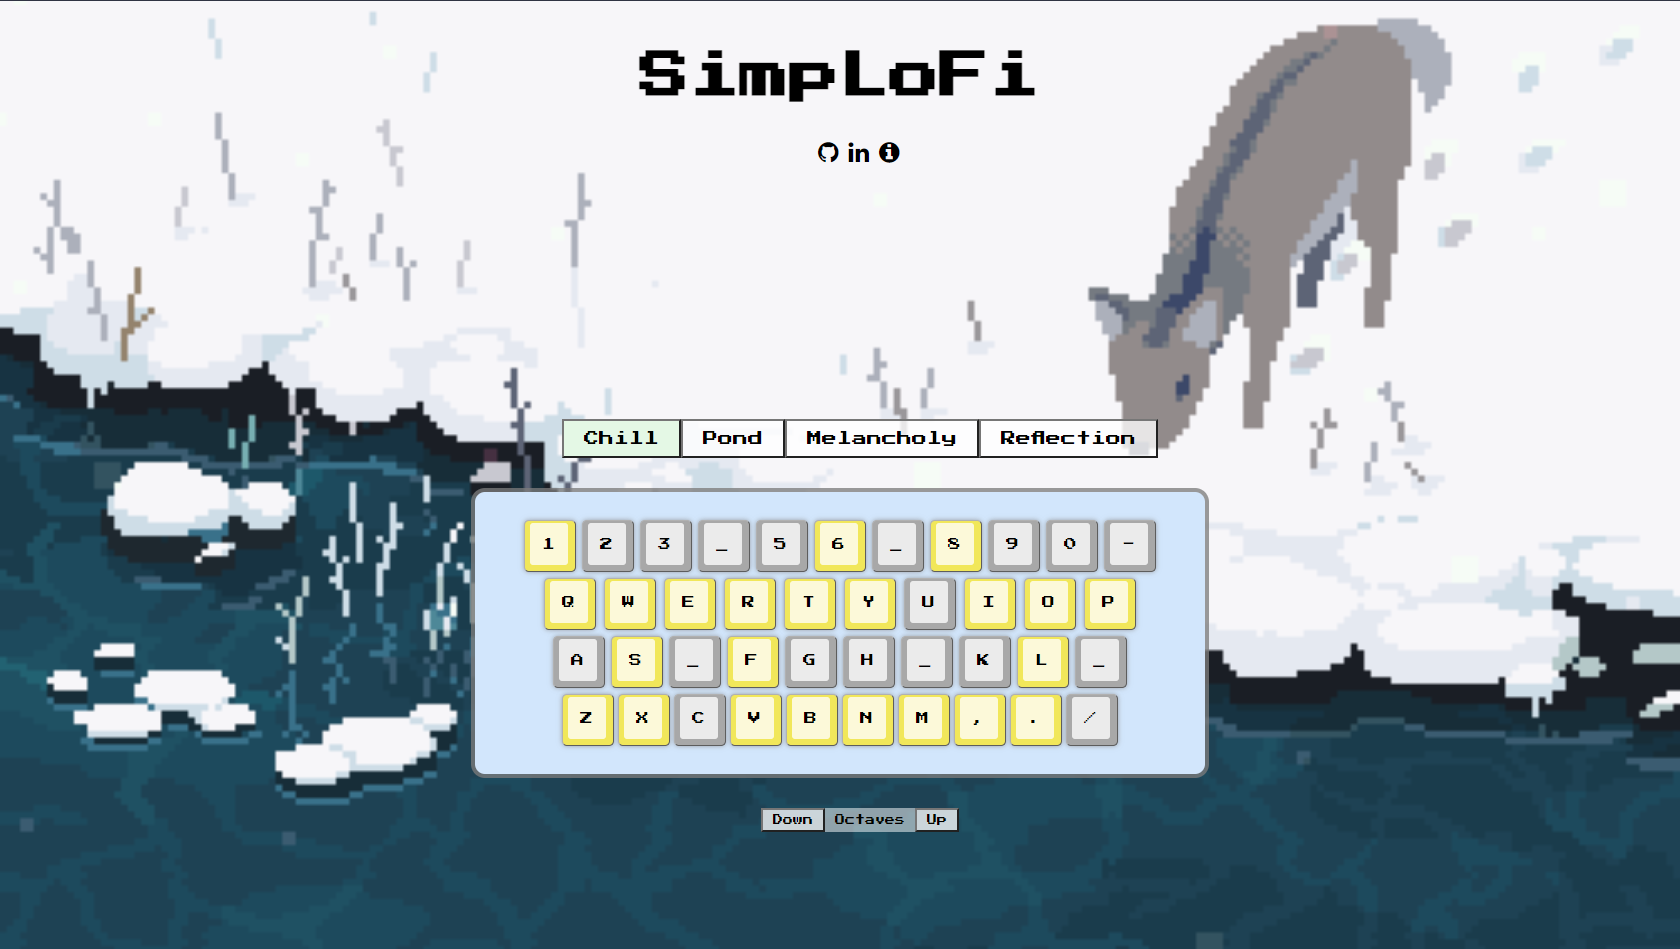 SimpLoFi
in
Chill Pond Melancholy Reflection
1 2 3 _ 5 6 _ 8 9 0 -
Q W E R T Y U I O P
A S _ F G H _ K L _
Z X C V B N M , . /
Down Octaves Up